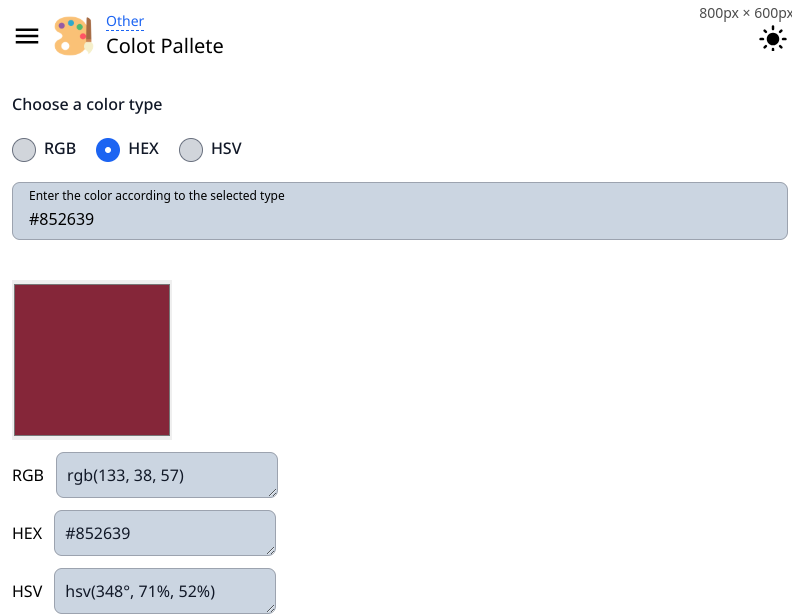 800px × 600px
Other
Colot Pallete
Choose a color type
RGB HEX HSV
Enter the color according to the selected type
#852639
RGB rgb(133, 38, 57)
HEX #852639
HSV hsv(348°, 71%, 52%)